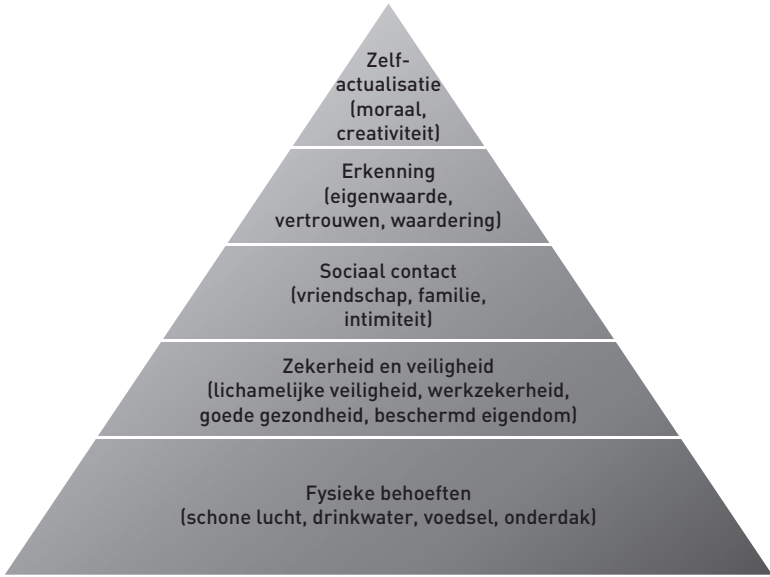 Zelf-
actualisatie
(moraal,
creativiteit)
Erkenning
(eigenwaarde,
vertrouwen, waardering)
Sociaal contact
(vriendschap, familie,
intimiteit)
Zekerheid en veiligheid
(lichamelijke veiligheid, werkzekerheid,
goede gezondheid, beschermd eigendom)
Fysieke behoeften
(schone lucht, drinkwater, voedsel, onderdak)